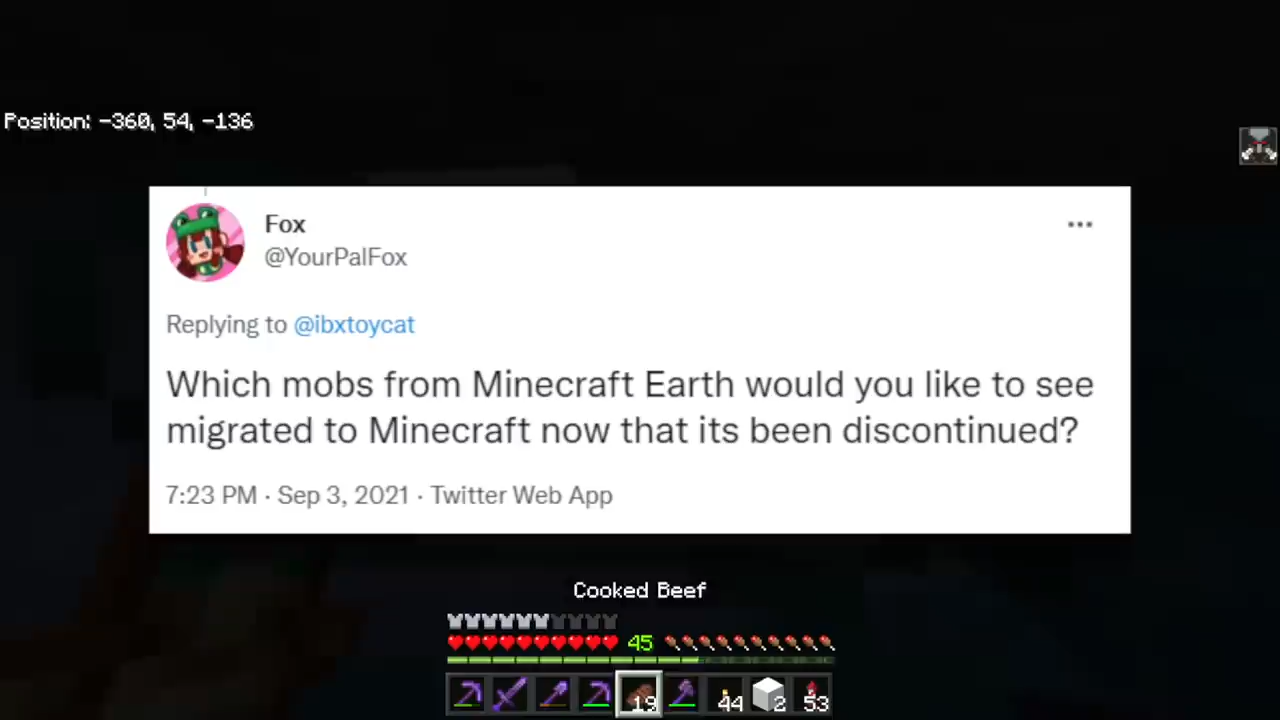 Position: -360, 54, -136
Fox
@YourPalFox
Replying to @ibxtoycat
Which mobs from Minecraft Earth would you like to see
migrated to Minecraft now that its been discontinued?
7:23 PM · Sep 3, 2021 · Twitter Web App
Cooked Beef
45
19 44 2 53